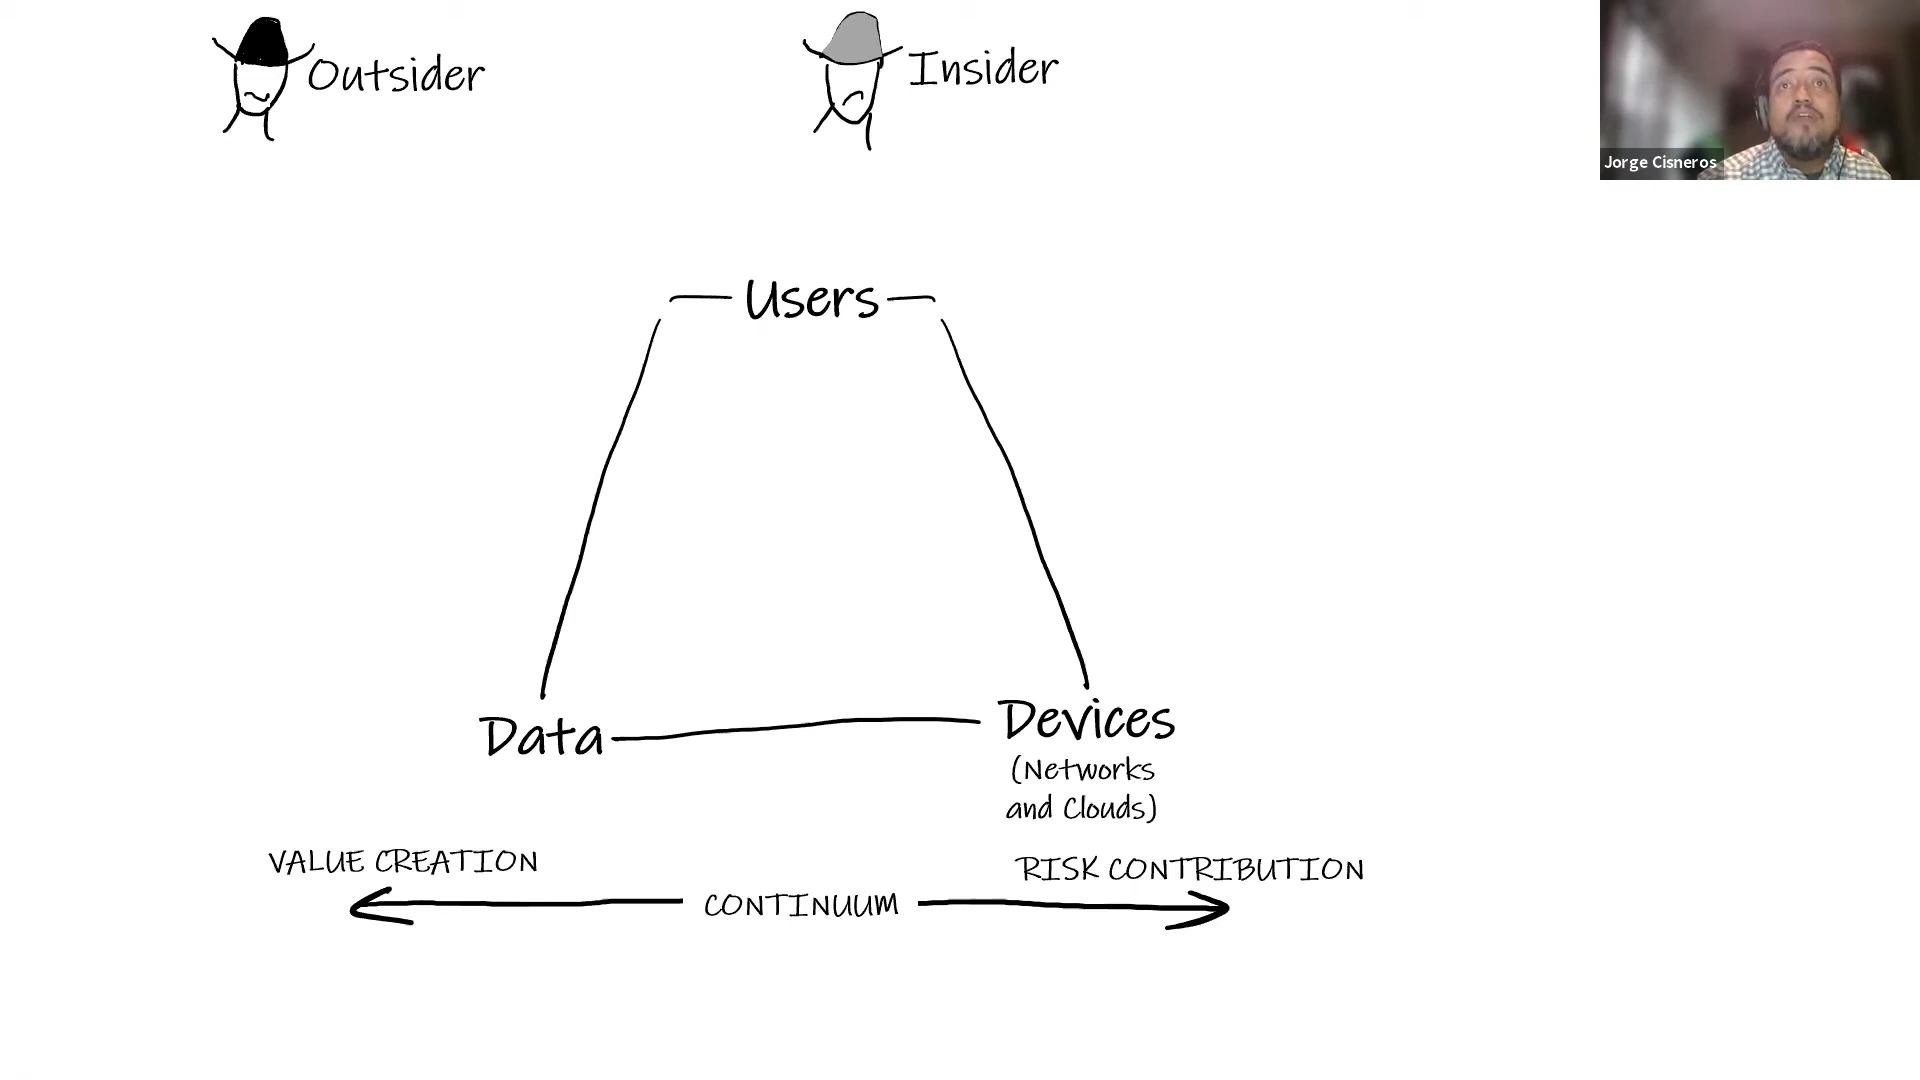 Outsider
Insider
Jorge Cisneros
Users
Data
Devices
(Networks
and Clouds)
VALUE CREATION
RISK CONTRIBUTION
CONTINUUM